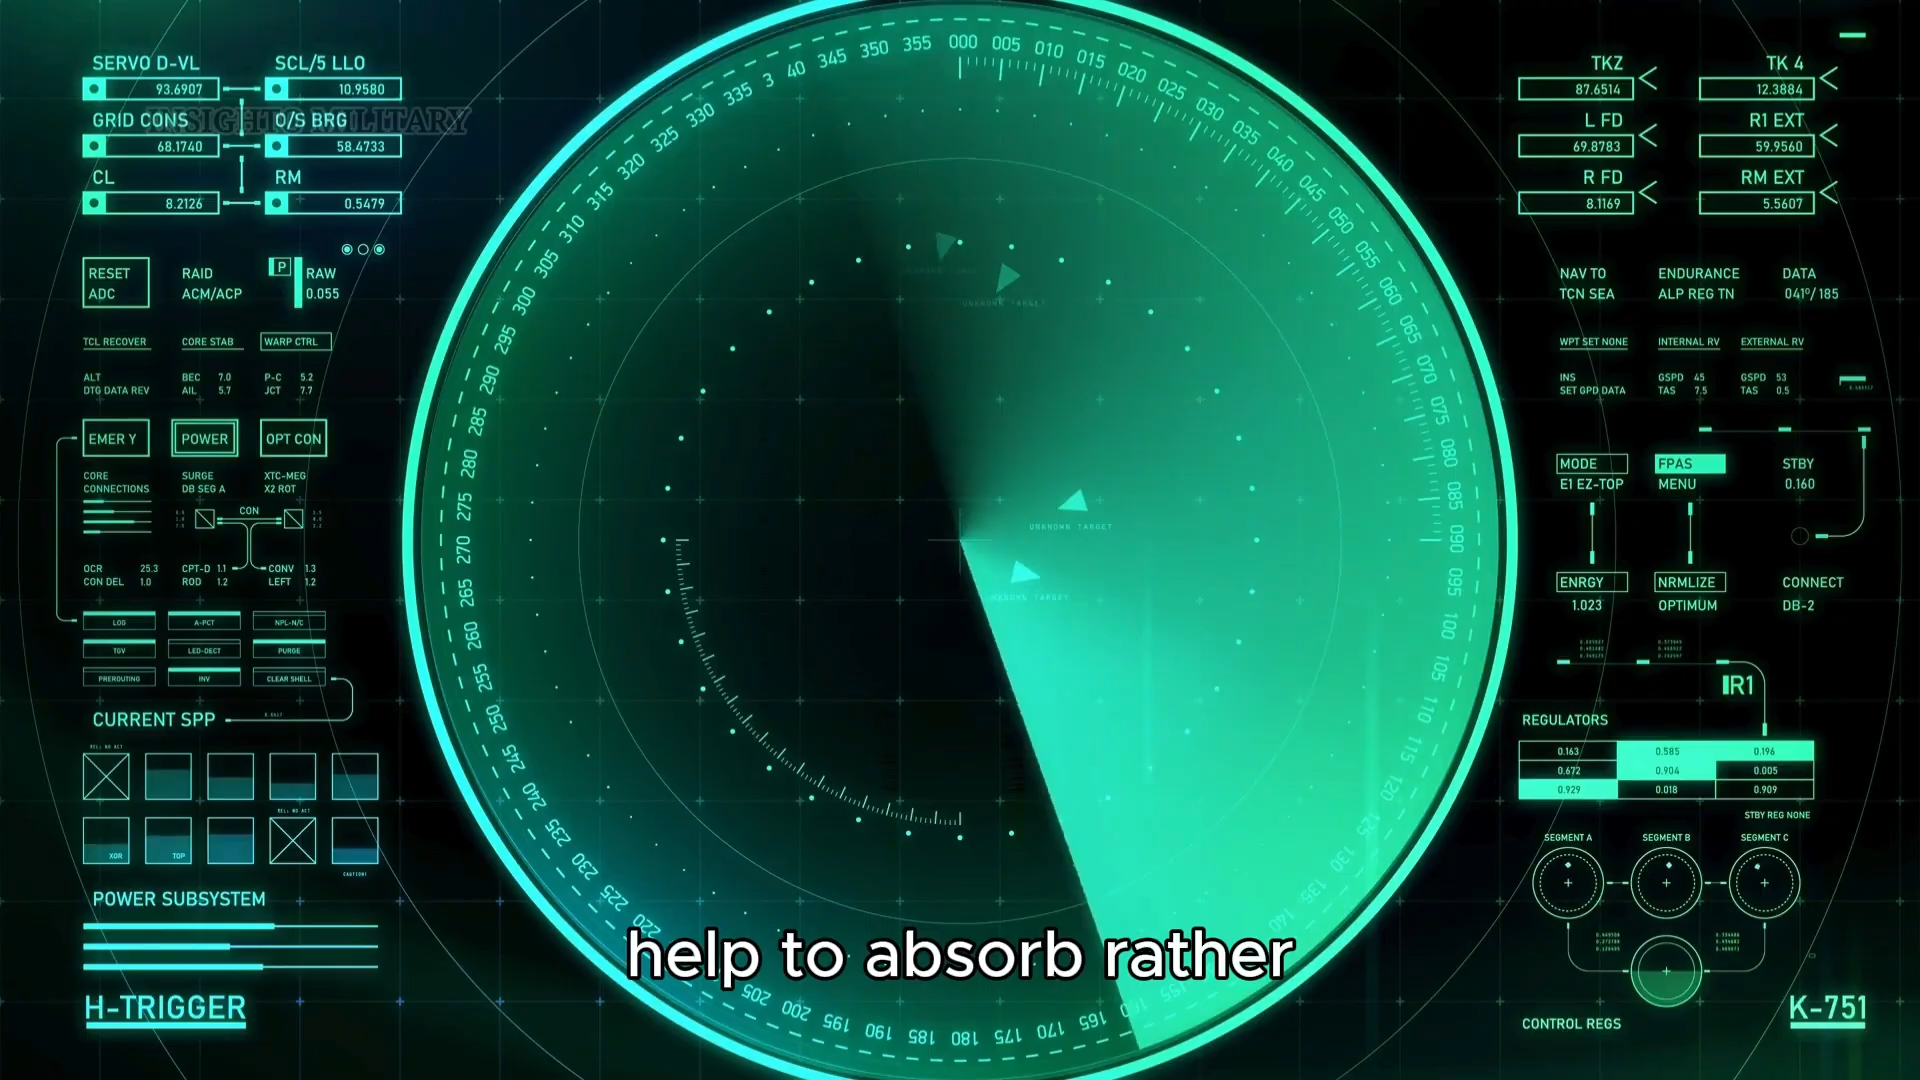 SERVO D-VL
93.6907
SCL/5 LLO
10.9580
INSIGHTS MILITARY
GRID CONS
68.1740
O/S BRG
58.4733
CL
8.2126
RM
0.5479
RESET
ADC
RAID
ACM/ACP
P
RAW
0.055
TCL RECOVER
CORE STAB
WARP CTRL
ALT
DTG DATA REV
BEC 7.0
AIL 5.7
P-C 5.2
JCT 7.7
EMER Y
POWER
OPT CON
CORE
CONNECTIONS
SURGE
DB SEG A
XTC-MEG
X2 ROT
CON
OCR 25.3
CON DEL 1.0
CPT-D 1.1
ROD 1.2
CONV 1.3
LEFT 1.2
LOG
A-PCT
NPL-N/C
TGV
LED-DECT
PURGE
PREROUTING
INV
CLEAR SHELL
CURRENT SPP
XOR
TOP
CAUTION!
POWER SUBSYSTEM
H-TRIGGER
000 005 010 015 020 025 030 035 040 045 050 055 060 065 070 075 080 085 090 095 100 105 110 115 120 125 130 135 140
155
165 170 175 180 185 190 195 200 205
220 225 230 235 240 245 250 255 260 265 270 275 280 285 290 295 300 305 310 315 320 325 330 335 3 40 345 350 355
UNKNOWN TARGET
UNKNOWN TARGET
UNKNOWN TARGET
help to absorb rather
TKZ
87.6514
TK 4
12.3884
L FD
69.8783
R1 EXT
59.9560
R FD
8.1169
RM EXT
5.5607
NAV TO
TCN SEA
ENDURANCE
ALP REG TN
DATA
041º/185
WPT SET NONE
INTERNAL RV
EXTERNAL RV
INS
SET GPD DATA
GSPD 45
TAS 7.5
GSPD 53
TAS 0.5
MODE
E1 EZ-TOP
FPAS
MENU
STBY
0.160
ENRGY
1.023
NRMLIZE
OPTIMUM
CONNECT
DB-2
IR1
REGULATORS
0.163 0.585 0.196
0.672 0.904 0.005
0.929 0.018 0.909
STBY REG NONE
SEGMENT A
SEGMENT B
SEGMENT C
CONTROL REGS
K-751